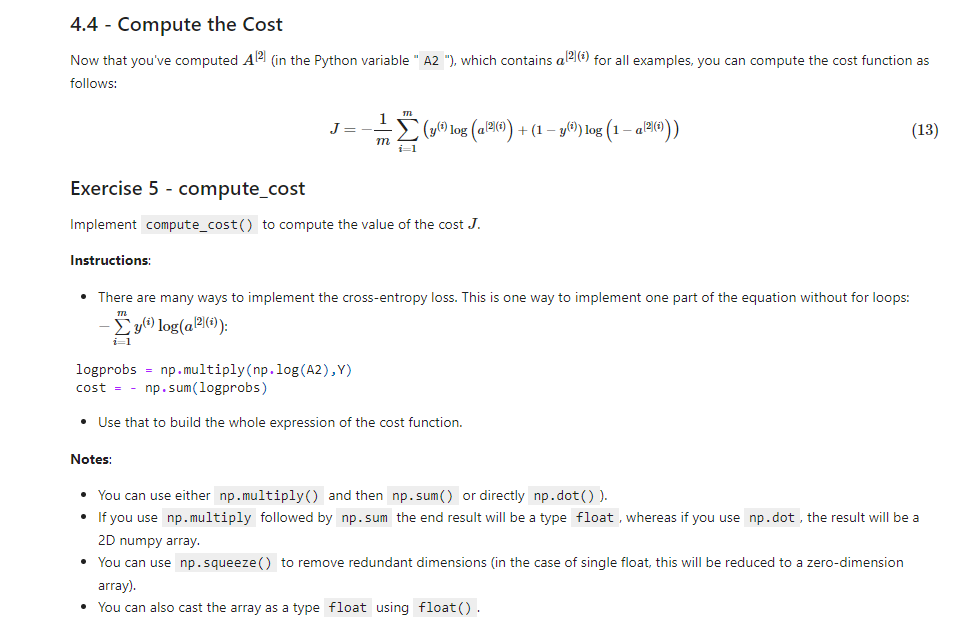 4.4 - Compute the Cost
Now that you've computed A^[2] (in the Python variable " A2 "), which contains a^[2](i) for all examples, you can compute the cost function as
follows:
J = −\frac{1}{m} \sum_{i=1}^{m} (y^{(i)} log (a^{[2](i)}) + (1 − y^{(i)}) log (1 − a^{[2](i)})) (13)
Exercise 5 - compute_cost
Implement compute_cost() to compute the value of the cost J.
Instructions:
• There are many ways to implement the cross-entropy loss. This is one way to implement one part of the equation without for loops:
− \sum_{i=1}^{m} y^{(i)} log(a^{[2](i)}):
logprobs = np.multiply(np.log(A2),Y)
cost = - np.sum(logprobs)
• Use that to build the whole expression of the cost function.
Notes:
• You can use either np.multiply() and then np.sum() or directly np.dot() ).
• If you use np.multiply followed by np.sum the end result will be a type float , whereas if you use np.dot , the result will be a
2D numpy array.
• You can use np.squeeze() to remove redundant dimensions (in the case of single float, this will be reduced to a zero-dimension
array).
• You can also cast the array as a type float using float() .